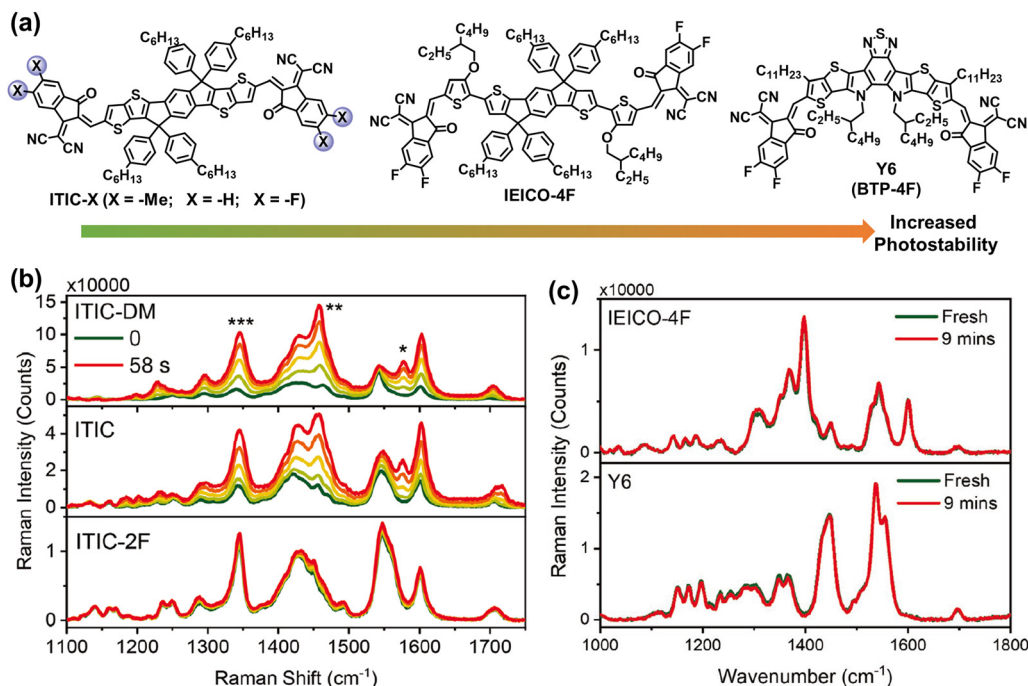 (a)
C₆H₁₃
C₆H₁₃
X
X
O
CN
CN
S
S
S
S
NC
CN
O
X
X
C₆H₁₃
C₆H₁₃
ITIC-X (X = -Me; X = -H; X = -F)
C₄H₉
C₂H₅
O
C₆H₁₃
C₆H₁₃
NC
CN
O
F
F
S
S
S
S
O
F
F
NC
CN
C₆H₁₃
C₆H₁₃
O
C₄H₉
C₂H₅
IEICO-4F
N
S
N
C₁₁H₂₃
C₁₁H₂₃
S
S
S
S
N
N
NC
CN
O
F
F
C₂H₅
C₄H₉
C₂H₅
C₄H₉
NC
CN
O
F
F
Y6
(BTP-4F)
Increased
Photostability
(b)
x10000
ITIC-DM
0
58 s
***
**
*
15
10
5
0
ITIC
4
2
0
ITIC-2F
1
0
Raman Intensity (Counts)
1100 1200 1300 1400 1500 1600 1700
Raman Shift (cm⁻¹)
(c)
x10000
IEICO-4F
Fresh
9 mins
1
0
Y6
Fresh
9 mins
2
1
0
Raman Intensity (Counts)
1000 1200 1400 1600 1800
Wavenumber (cm⁻¹)